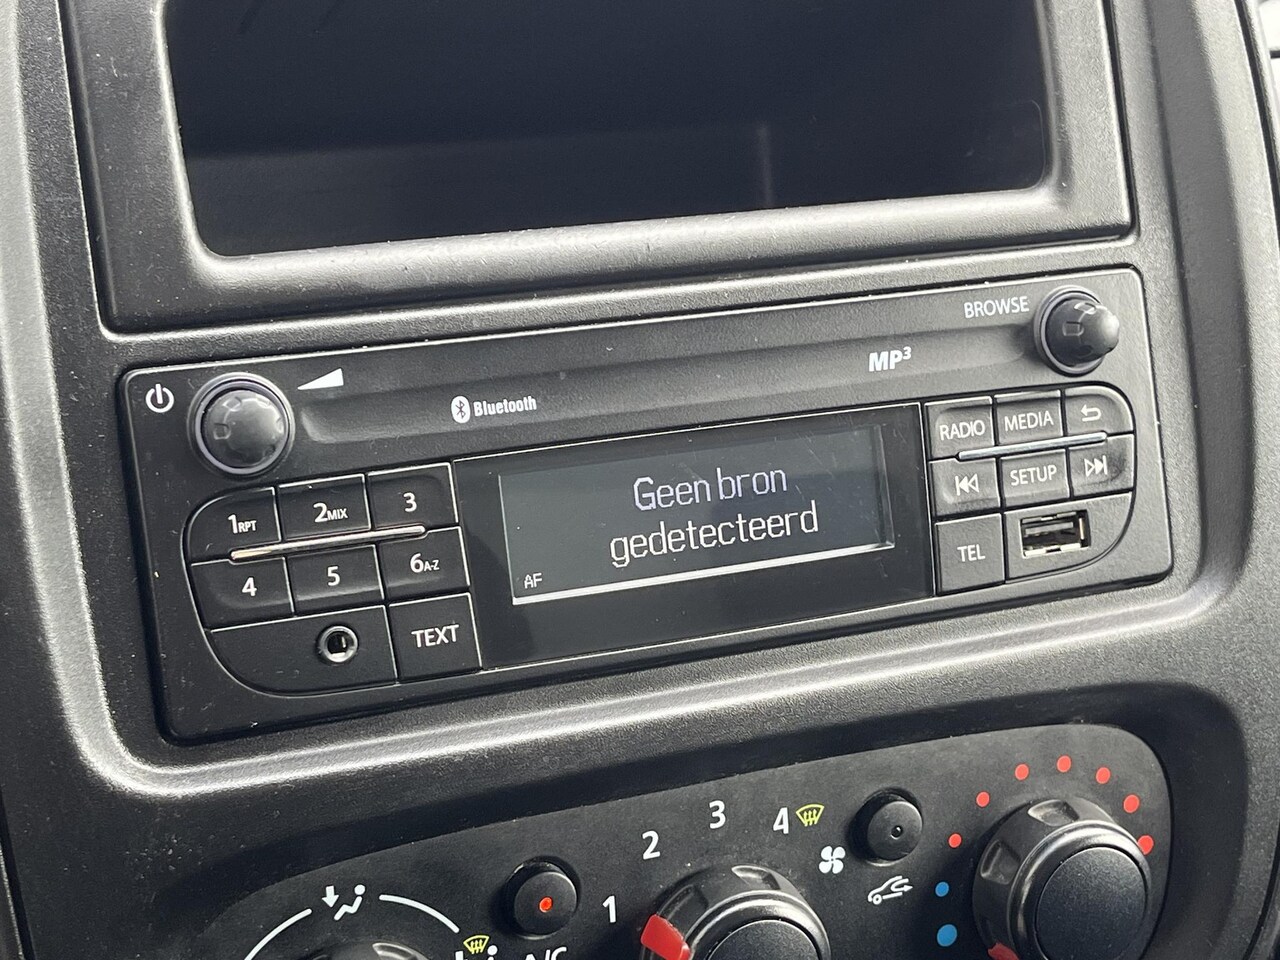 BROWSE
MP3
Bluetooth
RADIO
MEDIA
1RPT
2MIX
3
Geen bron
gedetecteerd
AF
SETUP
4
5
6A-Z
TEL
TEXT
1
2
3
4
A/C